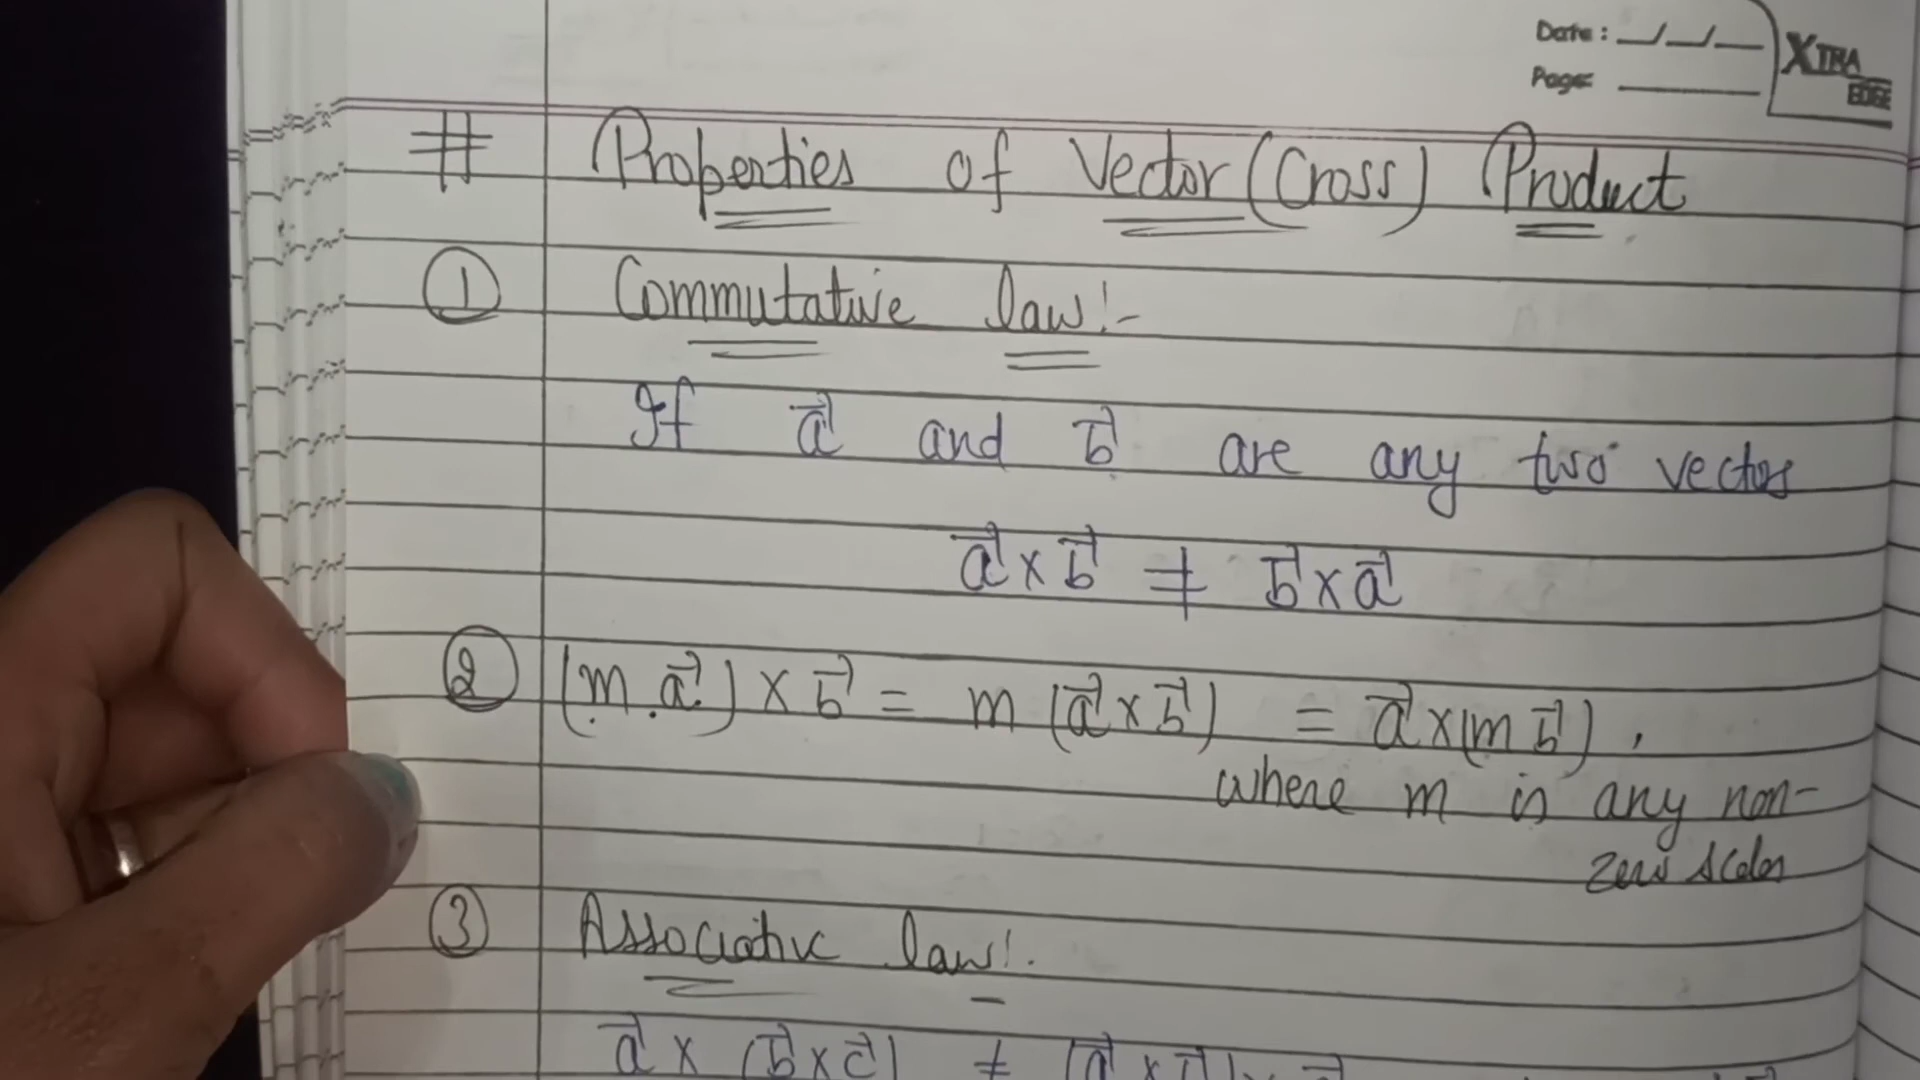 Date : __/__/__
Page: ______
XTRA
EDGE
# Properties of Vector (Cross) Product
① Commutative law:-
If a⃗ and b⃗ are any two vectors
a⃗ × b⃗ ≠ b⃗ × a⃗
② (m a⃗) × b⃗ = m (a⃗ × b⃗) = a⃗ × (m b⃗) ,
where m is any non-
zero scalar
③ Associative law:.
a⃗ × (b⃗ × c⃗) ≠